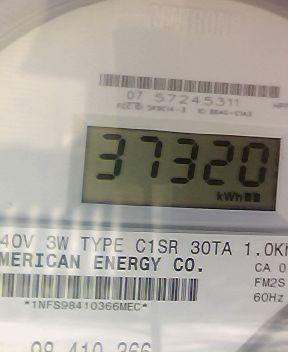 CENTRON
07 57245311
37320
kWh
40V 3W TYPE C1SR 30TA 1.0K
MERICAN ENERGY CO.
CA 0
FM2S
60Hz
*1NFS98410366MEC*
98 410 366